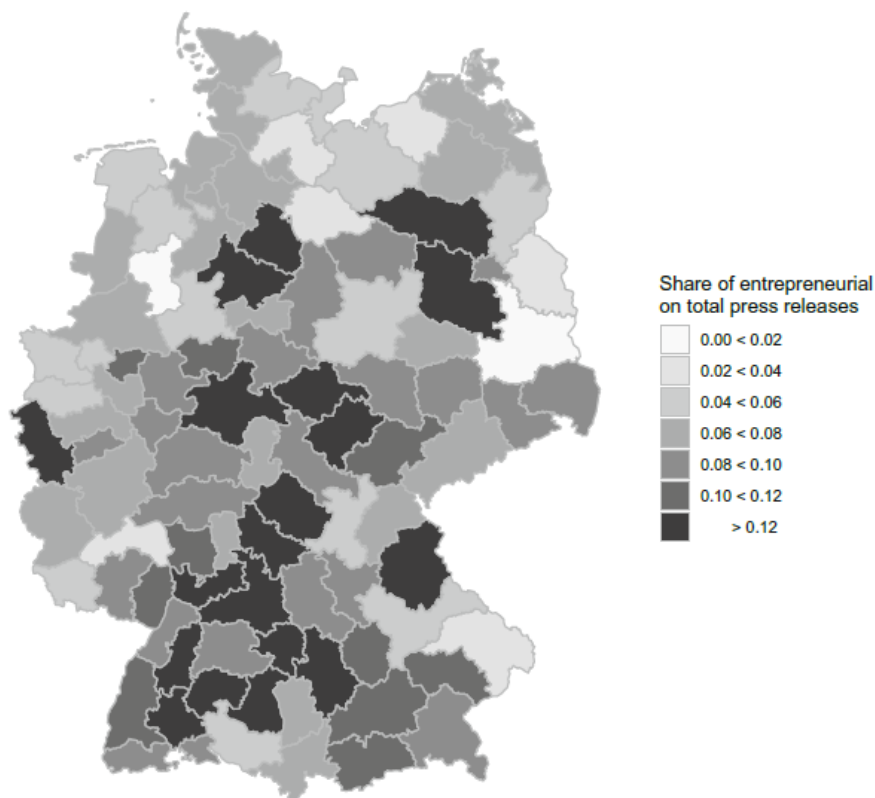 Share of entrepreneurial
on total press releases
0.00 < 0.02
0.02 < 0.04
0.04 < 0.06
0.06 < 0.08
0.08 < 0.10
0.10 < 0.12
> 0.12